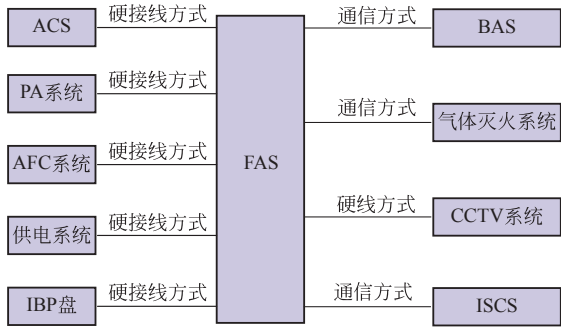 ACS
硬接线方式
通信方式
BAS
PA系统
硬接线方式
通信方式
气体灭火系统
AFC系统
硬接线方式
FAS
供电系统
硬接线方式
硬线方式
CCTV系统
IBP盘
硬接线方式
通信方式
ISCS